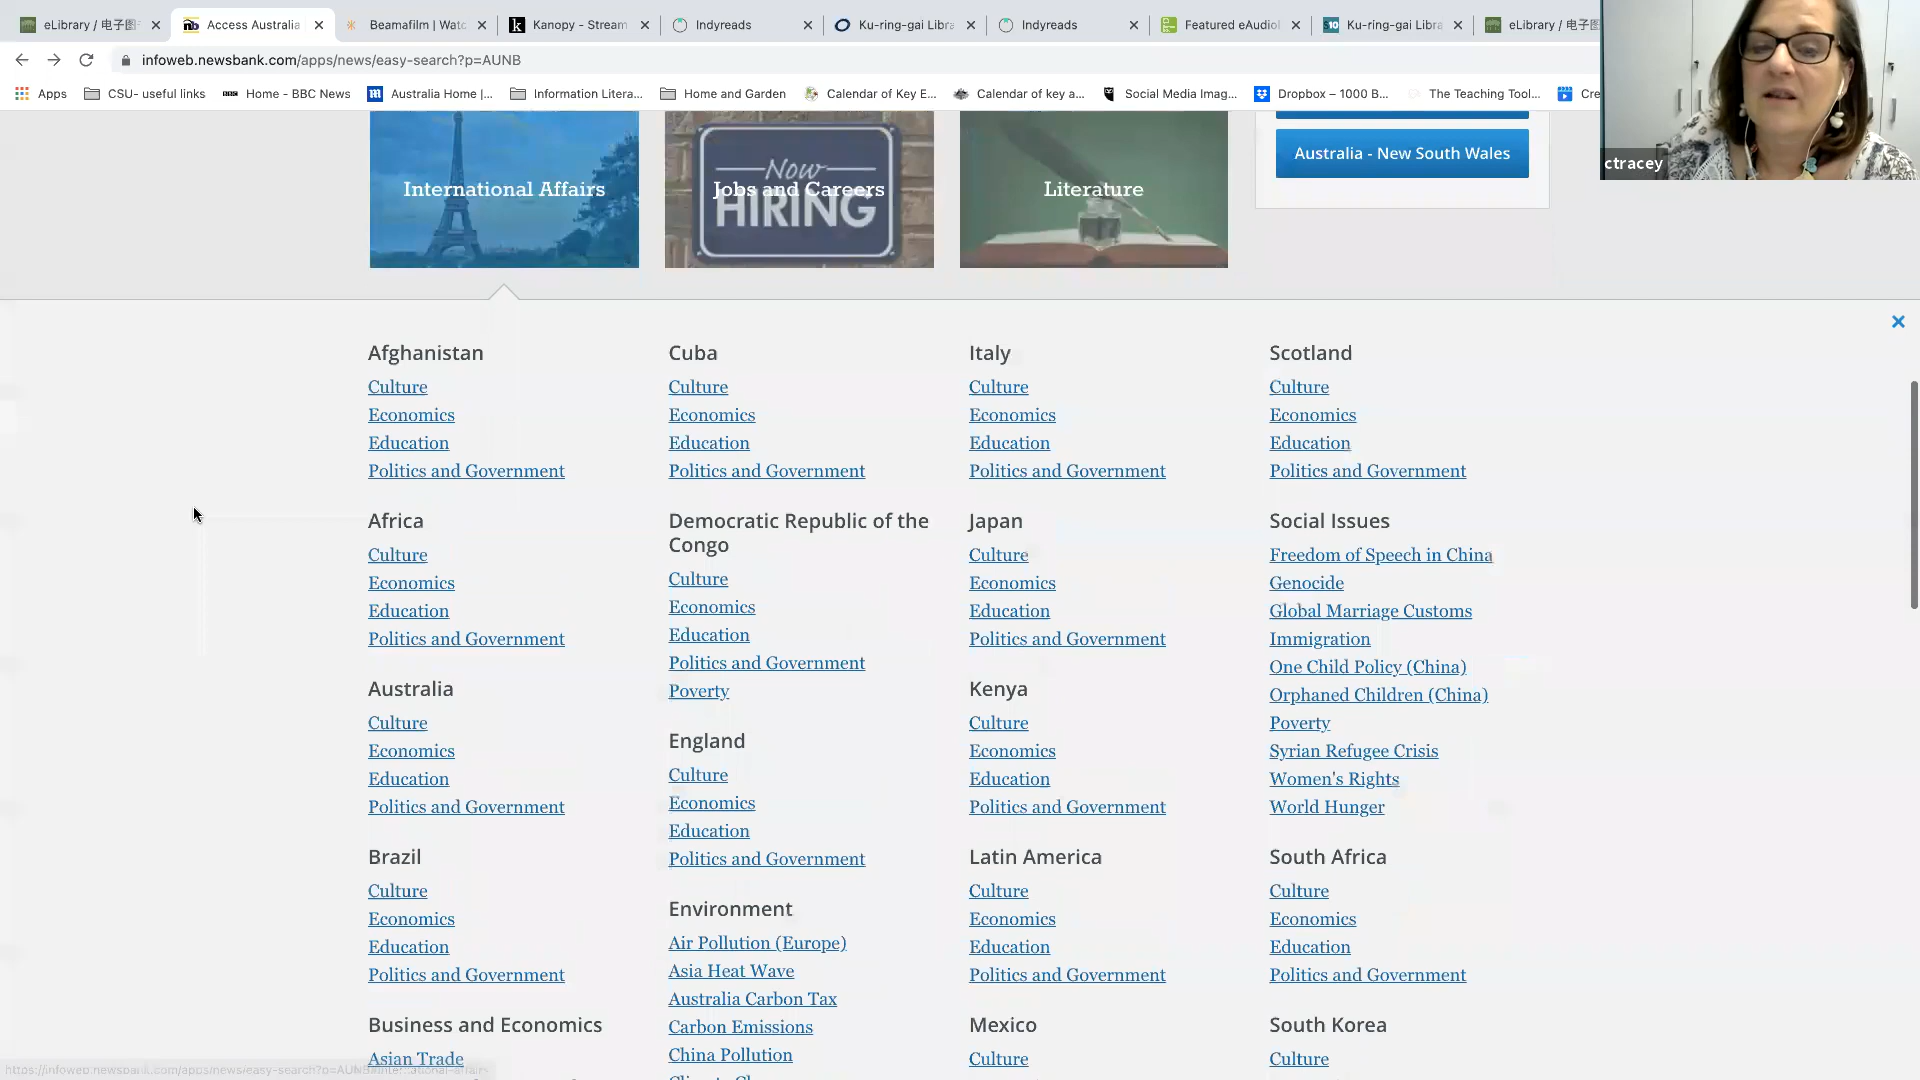 eLibrary / 电子图
Access Australia
Beamafilm | Watc
Kanopy - Stream
Indyreads
Ku-ring-gai Libra
Indyreads
Featured eAudio
Ku-ring-gai Libra
eLibrary / 电子图
infoweb.newsbank.com/apps/news/easy-search?p=AUNB
Apps
CSU- useful links
Home - BBC News
Australia Home |...
Information Litera...
Home and Garden
Calendar of Key E...
Calendar of key a...
Social Media Imag...
Dropbox – 1000 B...
The Teaching Tool...
Cre
ctracey
International Affairs
Now
HIRING
Jobs and Careers
Literature
Australia - New South Wales
Afghanistan
Culture
Economics
Education
Politics and Government
Africa
Culture
Economics
Education
Politics and Government
Australia
Culture
Economics
Education
Politics and Government
Brazil
Culture
Economics
Education
Politics and Government
Business and Economics
Asian Trade
Cuba
Culture
Economics
Education
Politics and Government
Democratic Republic of the
Congo
Culture
Economics
Education
Politics and Government
Poverty
England
Culture
Economics
Education
Politics and Government
Environment
Air Pollution (Europe)
Asia Heat Wave
Australia Carbon Tax
Carbon Emissions
China Pollution
Italy
Culture
Economics
Education
Politics and Government
Japan
Culture
Economics
Education
Politics and Government
Kenya
Culture
Economics
Education
Politics and Government
Latin America
Culture
Economics
Education
Politics and Government
Mexico
Culture
Scotland
Culture
Economics
Education
Politics and Government
Social Issues
Freedom of Speech in China
Genocide
Global Marriage Customs
Immigration
One Child Policy (China)
Orphaned Children (China)
Poverty
Syrian Refugee Crisis
Women's Rights
World Hunger
South Africa
Culture
Economics
Education
Politics and Government
South Korea
Culture